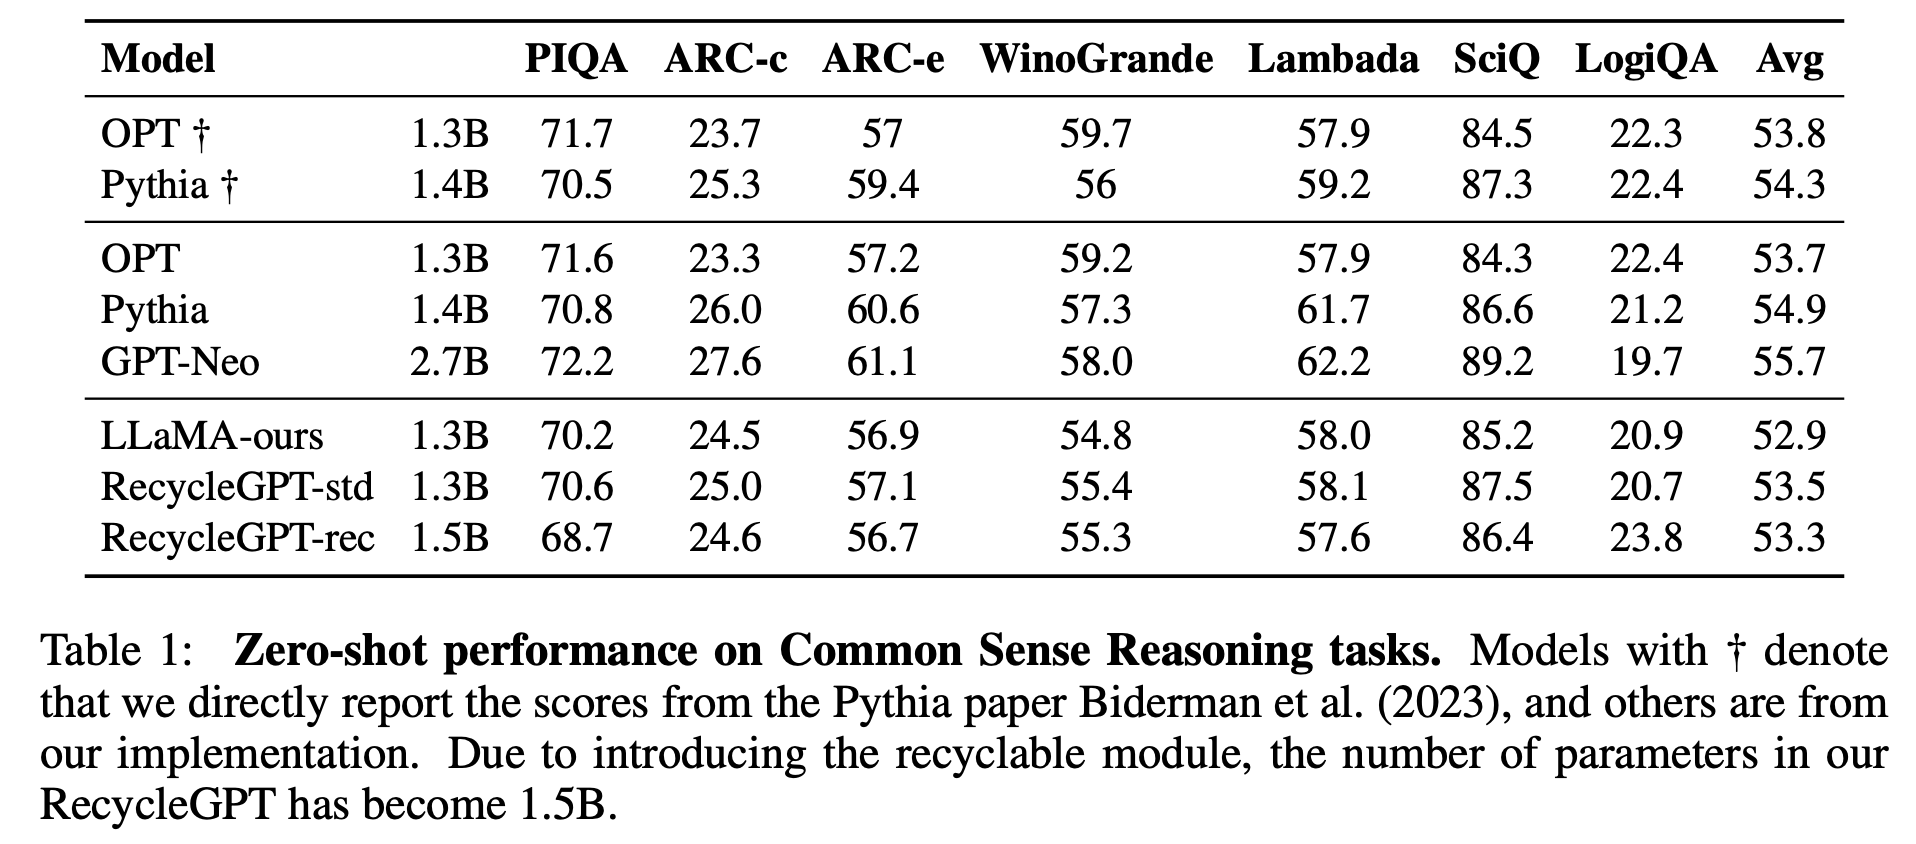 Model PIQA ARC-c ARC-e WinoGrande Lambada SciQ LogiQA Avg
OPT † 1.3B 71.7 23.7 57 59.7 57.9 84.5 22.3 53.8
Pythia † 1.4B 70.5 25.3 59.4 56 59.2 87.3 22.4 54.3
OPT 1.3B 71.6 23.3 57.2 59.2 57.9 84.3 22.4 53.7
Pythia 1.4B 70.8 26.0 60.6 57.3 61.7 86.6 21.2 54.9
GPT-Neo 2.7B 72.2 27.6 61.1 58.0 62.2 89.2 19.7 55.7
LLaMA-ours 1.3B 70.2 24.5 56.9 54.8 58.0 85.2 20.9 52.9
RecycleGPT-std 1.3B 70.6 25.0 57.1 55.4 58.1 87.5 20.7 53.5
RecycleGPT-rec 1.5B 68.7 24.6 56.7 55.3 57.6 86.4 23.8 53.3
Table 1: Zero-shot performance on Common Sense Reasoning tasks. Models with † denote
that we directly report the scores from the Pythia paper Biderman et al. (2023), and others are from
our implementation. Due to introducing the recyclable module, the number of parameters in our
RecycleGPT has become 1.5B.